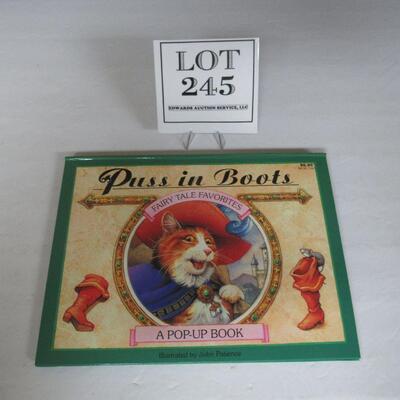 LOT
245
EDWARDS AUCTION SERVICE, LLC
Puss in Boots
FAIRY TALE FAVORITES
A POP-UP BOOK
Illustrated by John Patience